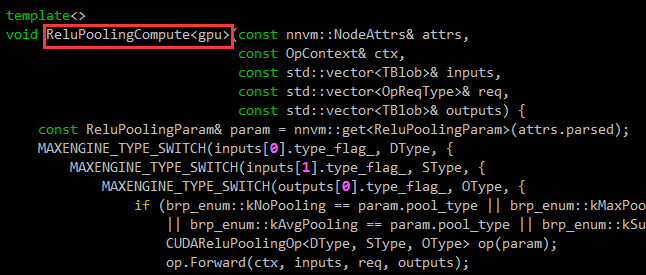 template<>
void ReluPoolingCompute<gpu>(const nnvm::NodeAttrs& attrs,
const OpContext& ctx,
const std::vector<TBlob>& inputs,
const std::vector<OpReqType>& req,
const std::vector<TBlob>& outputs) {
const ReluPoolingParam& param = nnvm::get<ReluPoolingParam>(attrs.parsed);
MAXENGINE_TYPE_SWITCH(inputs[0].type_flag_, DType, {
MAXENGINE_TYPE_SWITCH(inputs[1].type_flag_, SType, {
MAXENGINE_TYPE_SWITCH(outputs[0].type_flag_, OType, {
if (brp_enum::kNoPooling == param.pool_type || brp_enum::kMaxPoo
|| brp_enum::kAvgPooling == param.pool_type || brp_enum::kSu
CUDAReluPoolingOp<DType, SType, OType> op(param);
op.Forward(ctx, inputs, req, outputs);